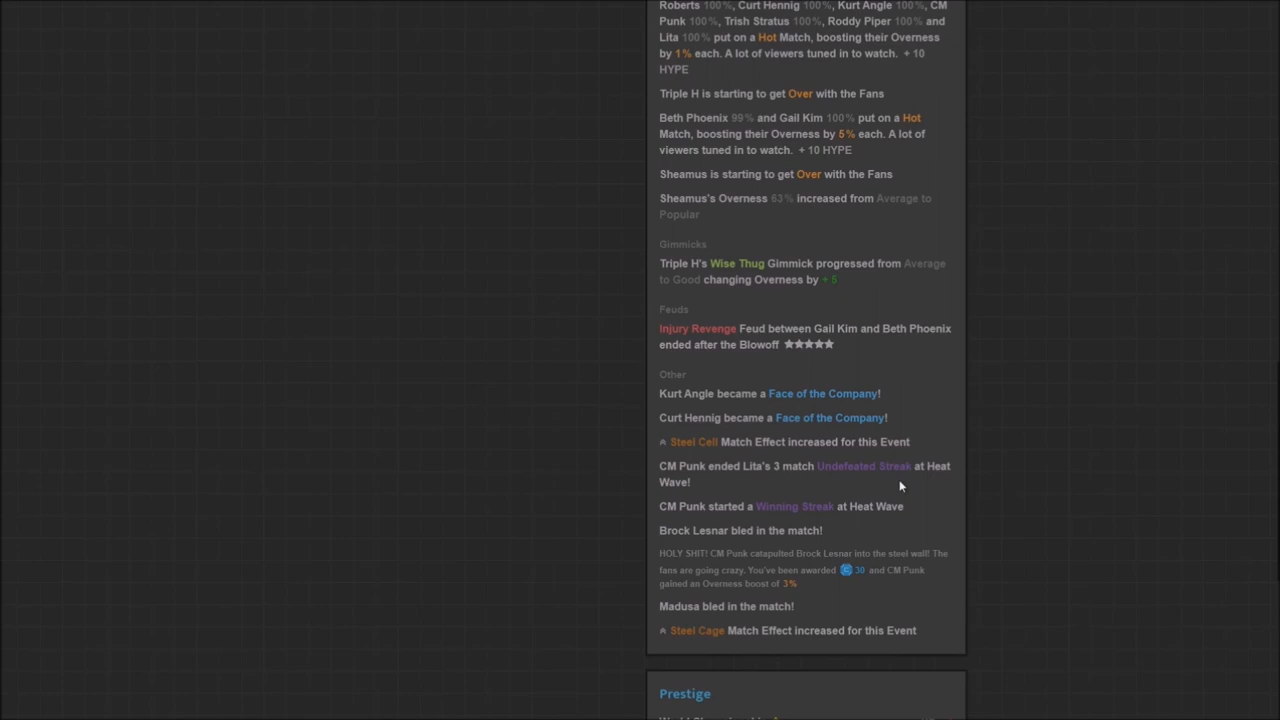 Roberts 100%, Curt Hennig 100%, Kurt Angle 100%, CM
Punk 100%, Trish Stratus 100%, Roddy Piper 100% and
Lita 100% put on a Hot Match, boosting their Overness
by 1% each. A lot of viewers tuned in to watch. + 10
HYPE
Triple H is starting to get Over with the Fans
Beth Phoenix 99% and Gail Kim 100% put on a Hot
Match, boosting their Overness by 5% each. A lot of
viewers tuned in to watch. + 10 HYPE
Sheamus is starting to get Over with the Fans
Sheamus's Overness 63% increased from Average to
Popular
Gimmicks
Triple H's Wise Thug Gimmick progressed from Average
to Good changing Overness by + 5
Feuds
Injury Revenge Feud between Gail Kim and Beth Phoenix
ended after the Blowoff ★★★★★
Other
Kurt Angle became a Face of the Company!
Curt Hennig became a Face of the Company!
Steel Cell Match Effect increased for this Event
CM Punk ended Lita's 3 match Undefeated Streak at Heat
Wave!
CM Punk started a Winning Streak at Heat Wave
Brock Lesnar bled in the match!
HOLY SHIT! CM Punk catapulted Brock Lesnar into the steel wall! The
fans are going crazy. You've been awarded 30 and CM Punk
gained an Overness boost of 3%
Madusa bled in the match!
Steel Cage Match Effect increased for this Event
Prestige